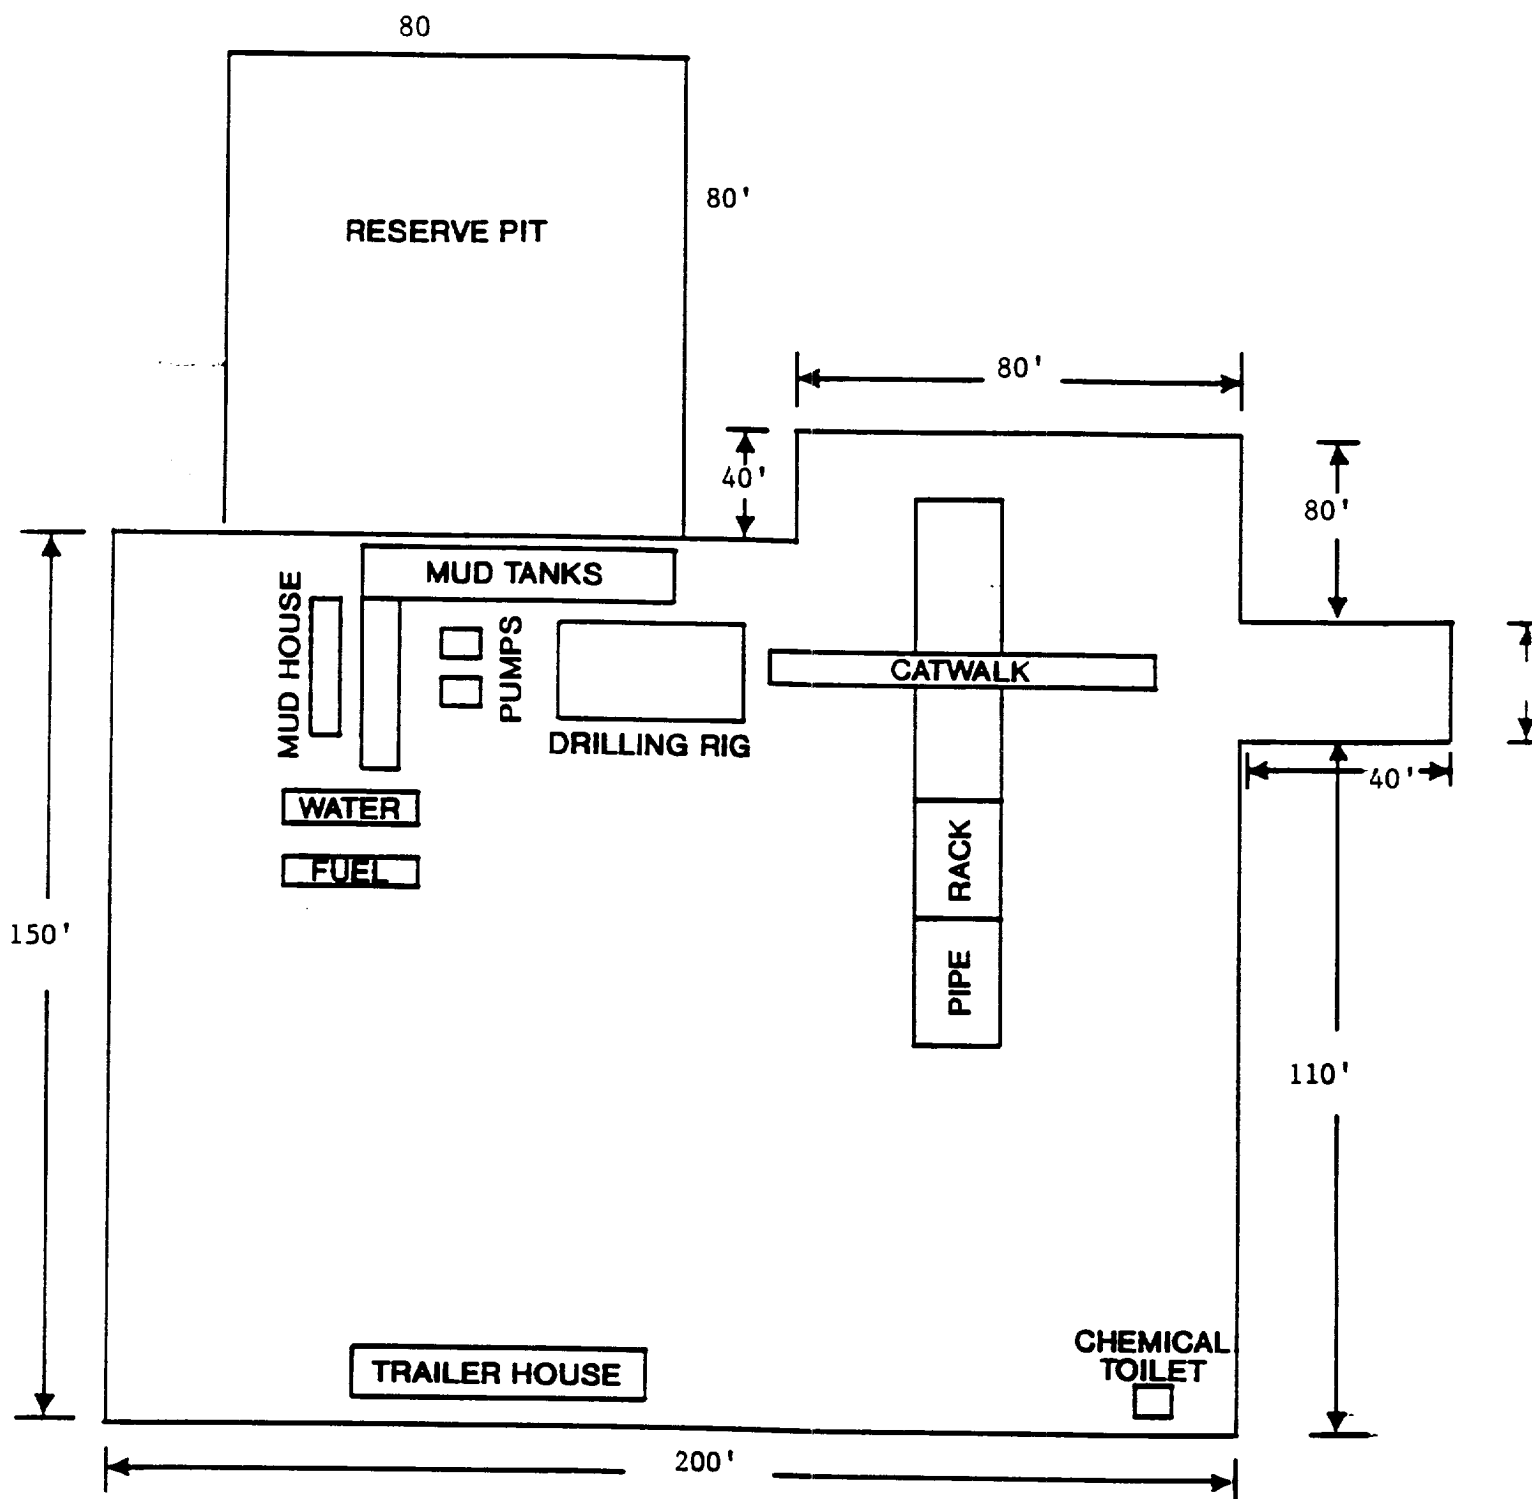 80
80'
RESERVE PIT
80'
40'
80'
MUD TANKS
MUD HOUSE
PUMPS
CATWALK
DRILLING RIG
40'
WATER
RACK
FUEL
150'
PIPE
110'
CHEMICAL
TOILET
TRAILER HOUSE
200'